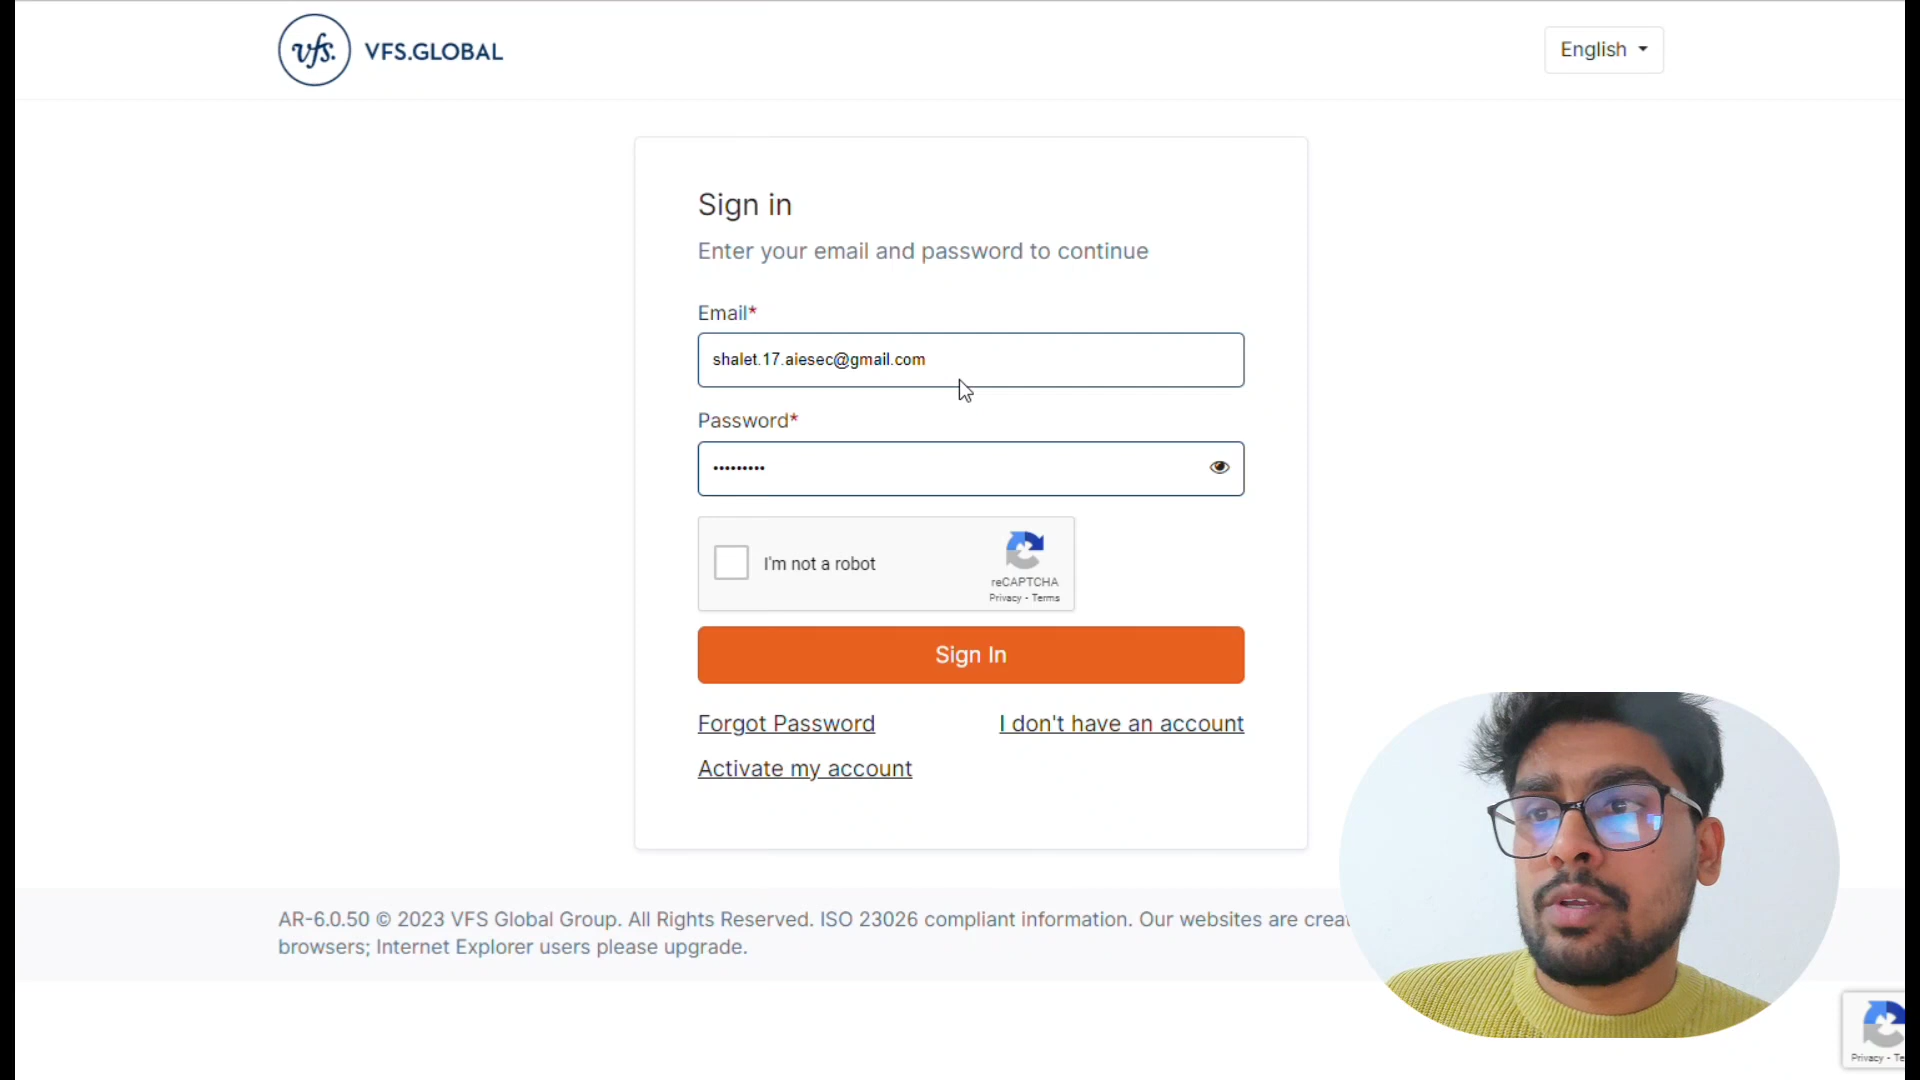 vfs. VFS.GLOBAL
English
Sign in
Enter your email and password to continue
Email*
shalet.17.aiesec@gmail.com
Password*
•••••••••
I'm not a robot
reCAPTCHA
Privacy - Terms
Sign In
Forgot Password
I don't have an account
Activate my account
AR-6.0.50 © 2023 VFS Global Group. All Rights Reserved. ISO 23026 compliant information. Our websites are
browsers; Internet Explorer users please upgrade.
Privacy -